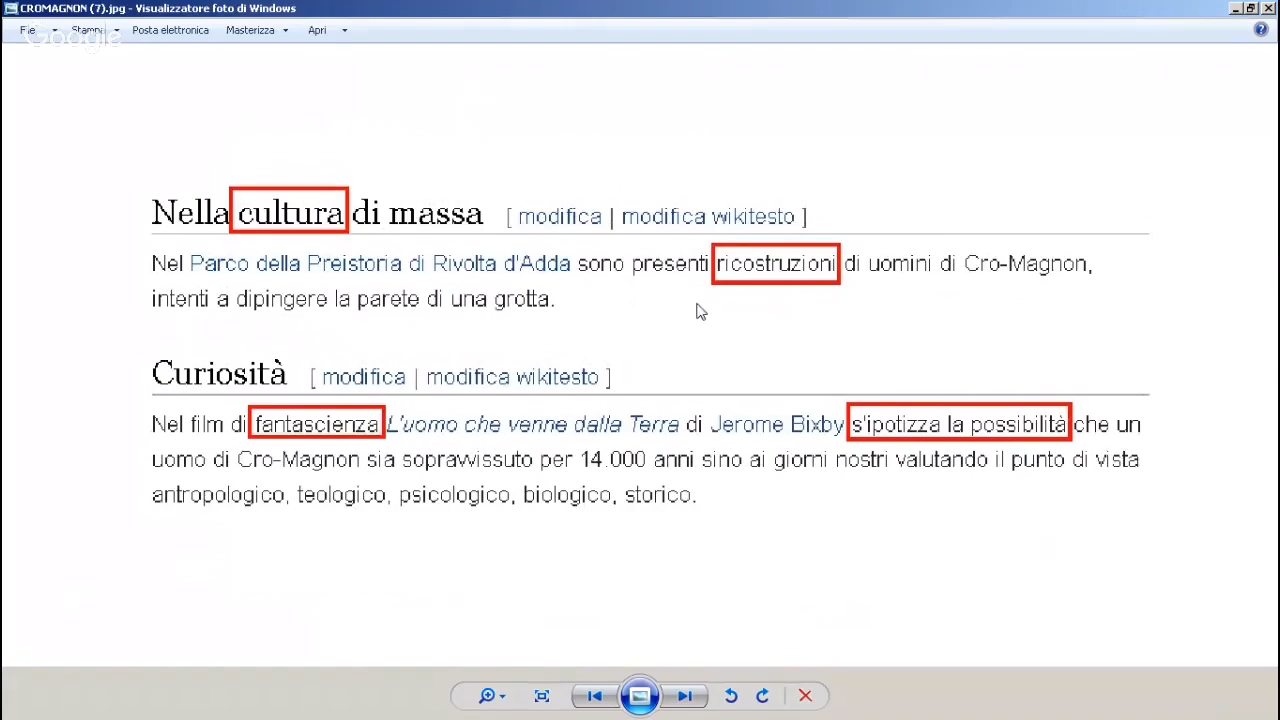 CROMAGNON (7).jpg - Visualizzatore foto di Windows
File Stampa Posta elettronica Masterizza Apri
Google
Nella cultura di massa [ modifica | modifica wikitesto ]
Nel Parco della Preistoria di Rivolta d'Adda sono presenti ricostruzioni di uomini di Cro-Magnon,
intenti a dipingere la parete di una grotta.
Curiosità [ modifica | modifica wikitesto ]
Nel film di fantascienza L'uomo che venne dalla Terra di Jerome Bixby s'ipotizza la possibilità che un
uomo di Cro-Magnon sia sopravvissuto per 14.000 anni sino ai giorni nostri valutando il punto di vista
antropologico, teologico, psicologico, biologico, storico.